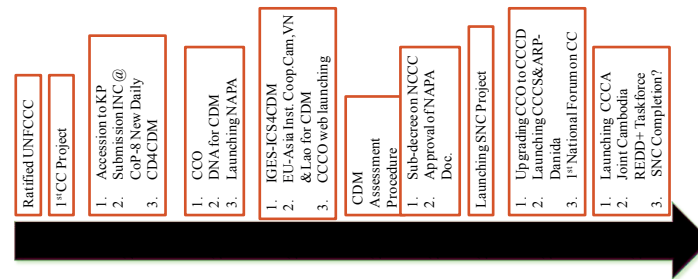 Ratified UNFCCC
1stCC Project
1. Accession to KP
2. Submission INC @
CoP-8 New Daily
3. CD4CDM
1. CCO
2. DNA for CDM
3. Launching NAPA
1. IGES-ICS4CDM
2. EU-Asia Inst. Coop.Cam,VN
& Lao for CDM
3. CCCO web launching
CDM
Assessment
Procedure
1. Sub-decree on NCCC
2. Approval of NAPA
Doc.
Launching SNC Project
1. Upgrading CCO to CCCD
2. Launching CCCS&ARP-
Danida
3. 1st National Forum on CC
1. Launching CCCA
2. Joint Cambodia
REDD+ Taskforce
3. SNC Completion?